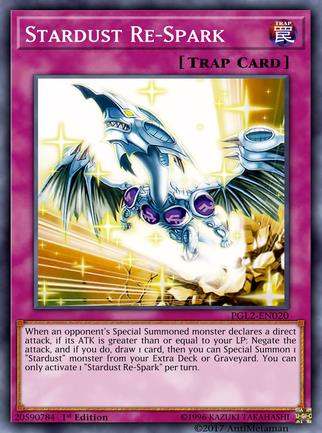 Stardust Re-Spark
TRAP
罠
[Trap Card]
PGL2-EN020
When an opponent's Special Summoned monster declares a direct
attack, if its ATK is greater than or equal to your LP: Negate the
attack, and if you do, draw 1 card, then you can Special Summon 1
"Stardust" monster from your Extra Deck or Graveyard. You can
only activate 1 "Stardust Re-Spark" per turn.
20590784 1st Edition ©1996 KAZUKI TAKAHASHI
©2017 AntiMetaman